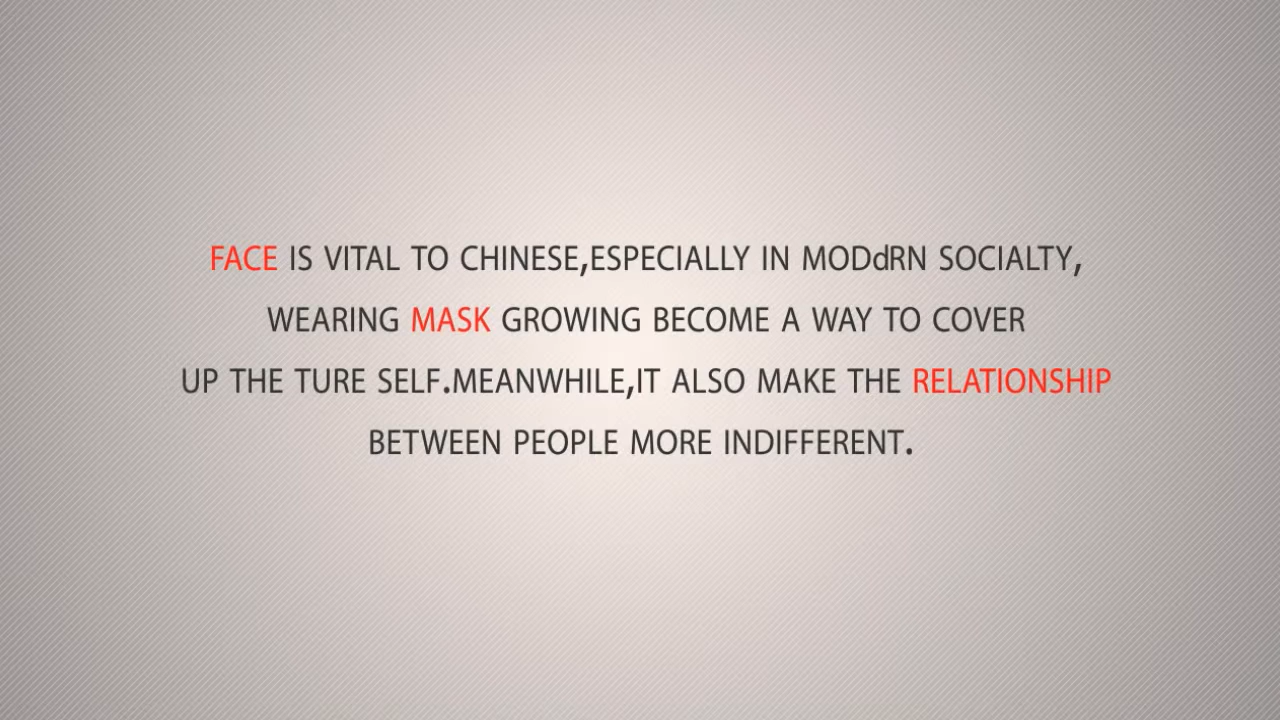 FACE IS VITAL TO CHINESE,ESPECIALLY IN MODdRN SOCIALTY,
WEARING MASK GROWING BECOME A WAY TO COVER
UP THE TURE SELF.MEANWHILE,IT ALSO MAKE THE RELATIONSHIP
BETWEEN PEOPLE MORE INDIFFERENT.